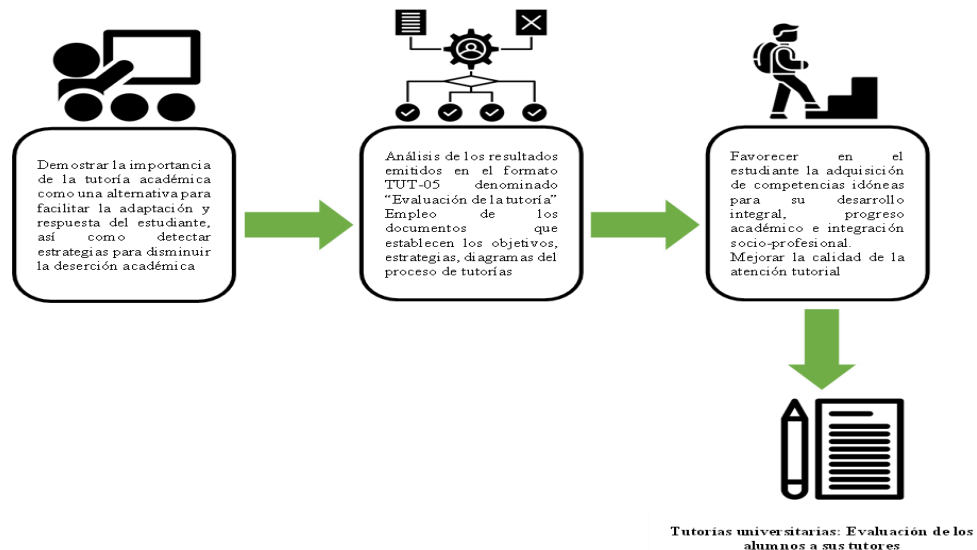 Demostrar la importancia
de la tutoría académica
como una alternativa para
facilitar la adaptación y
respuesta del estudiante,
así como detectar
estrategias para disminuir
la deserción académica
Análisis de los resultados
emitidos en el formato
TUT-05 denominado
“Evaluación de la tutoría”
Empleo de los
documentos que
establecen los objetivos,
estrategias, diagramas del
proceso de tutorías
Favorecer en el
estudiante la adquisición
de competencias idóneas
para su desarrollo
integral, progreso
académico e integración
socio-profesional.
Mejorar la calidad de la
atención tutorial
Tutorías universitarias: Evaluación de los
alumnos a sus tutores